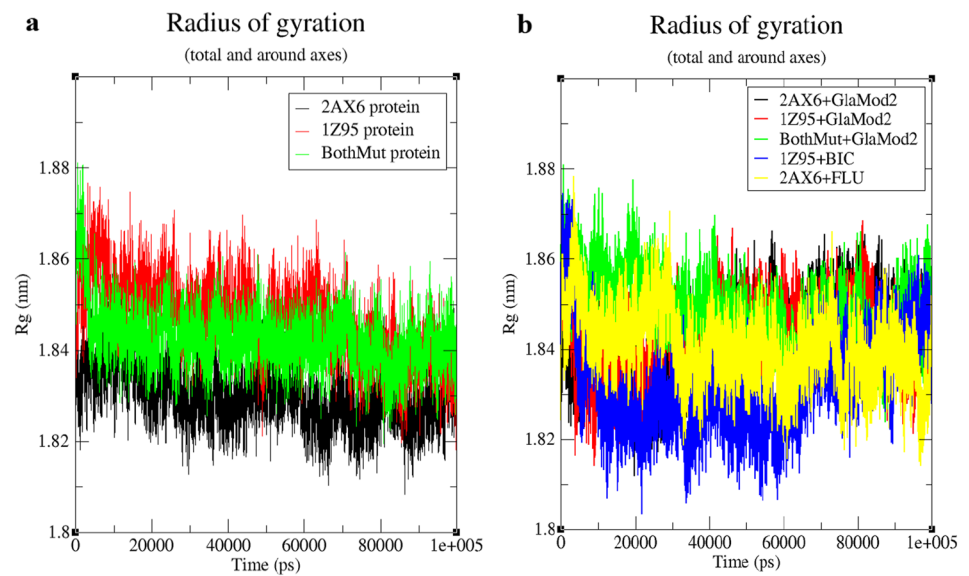 a
Radius of gyration
(total and around axes)
2AX6 protein
1Z95 protein
BothMut protein
Rg (nm)
1.88
1.86
1.84
1.82
1.8
0 20000 40000 60000 80000 1e+005
Time (ps)
b
Radius of gyration
(total and around axes)
2AX6+GlaMod2
1Z95+GlaMod2
BothMut+GlaMod2
1Z95+BIC
2AX6+FLU
Rg (nm)
1.88
1.86
1.84
1.82
1.8
0 20000 40000 60000 80000 1e+005
Time (ps)